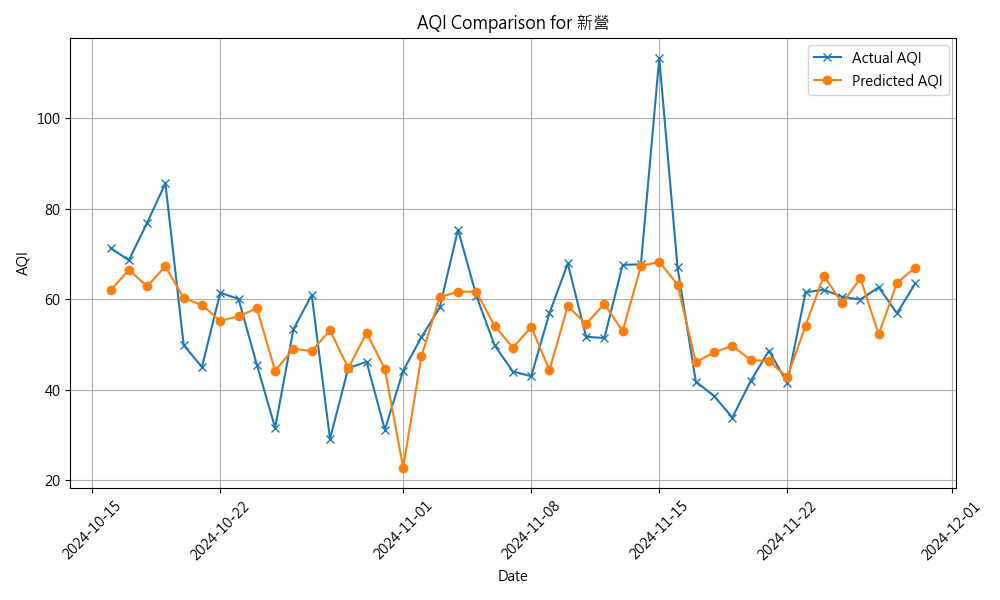 AQI Comparison for 新營
Actual AQI
Predicted AQI
AQI
100
80
60
40
20
2024-10-15
2024-10-22
2024-11-01
2024-11-08
2024-11-15
2024-11-22
2024-12-01
Date